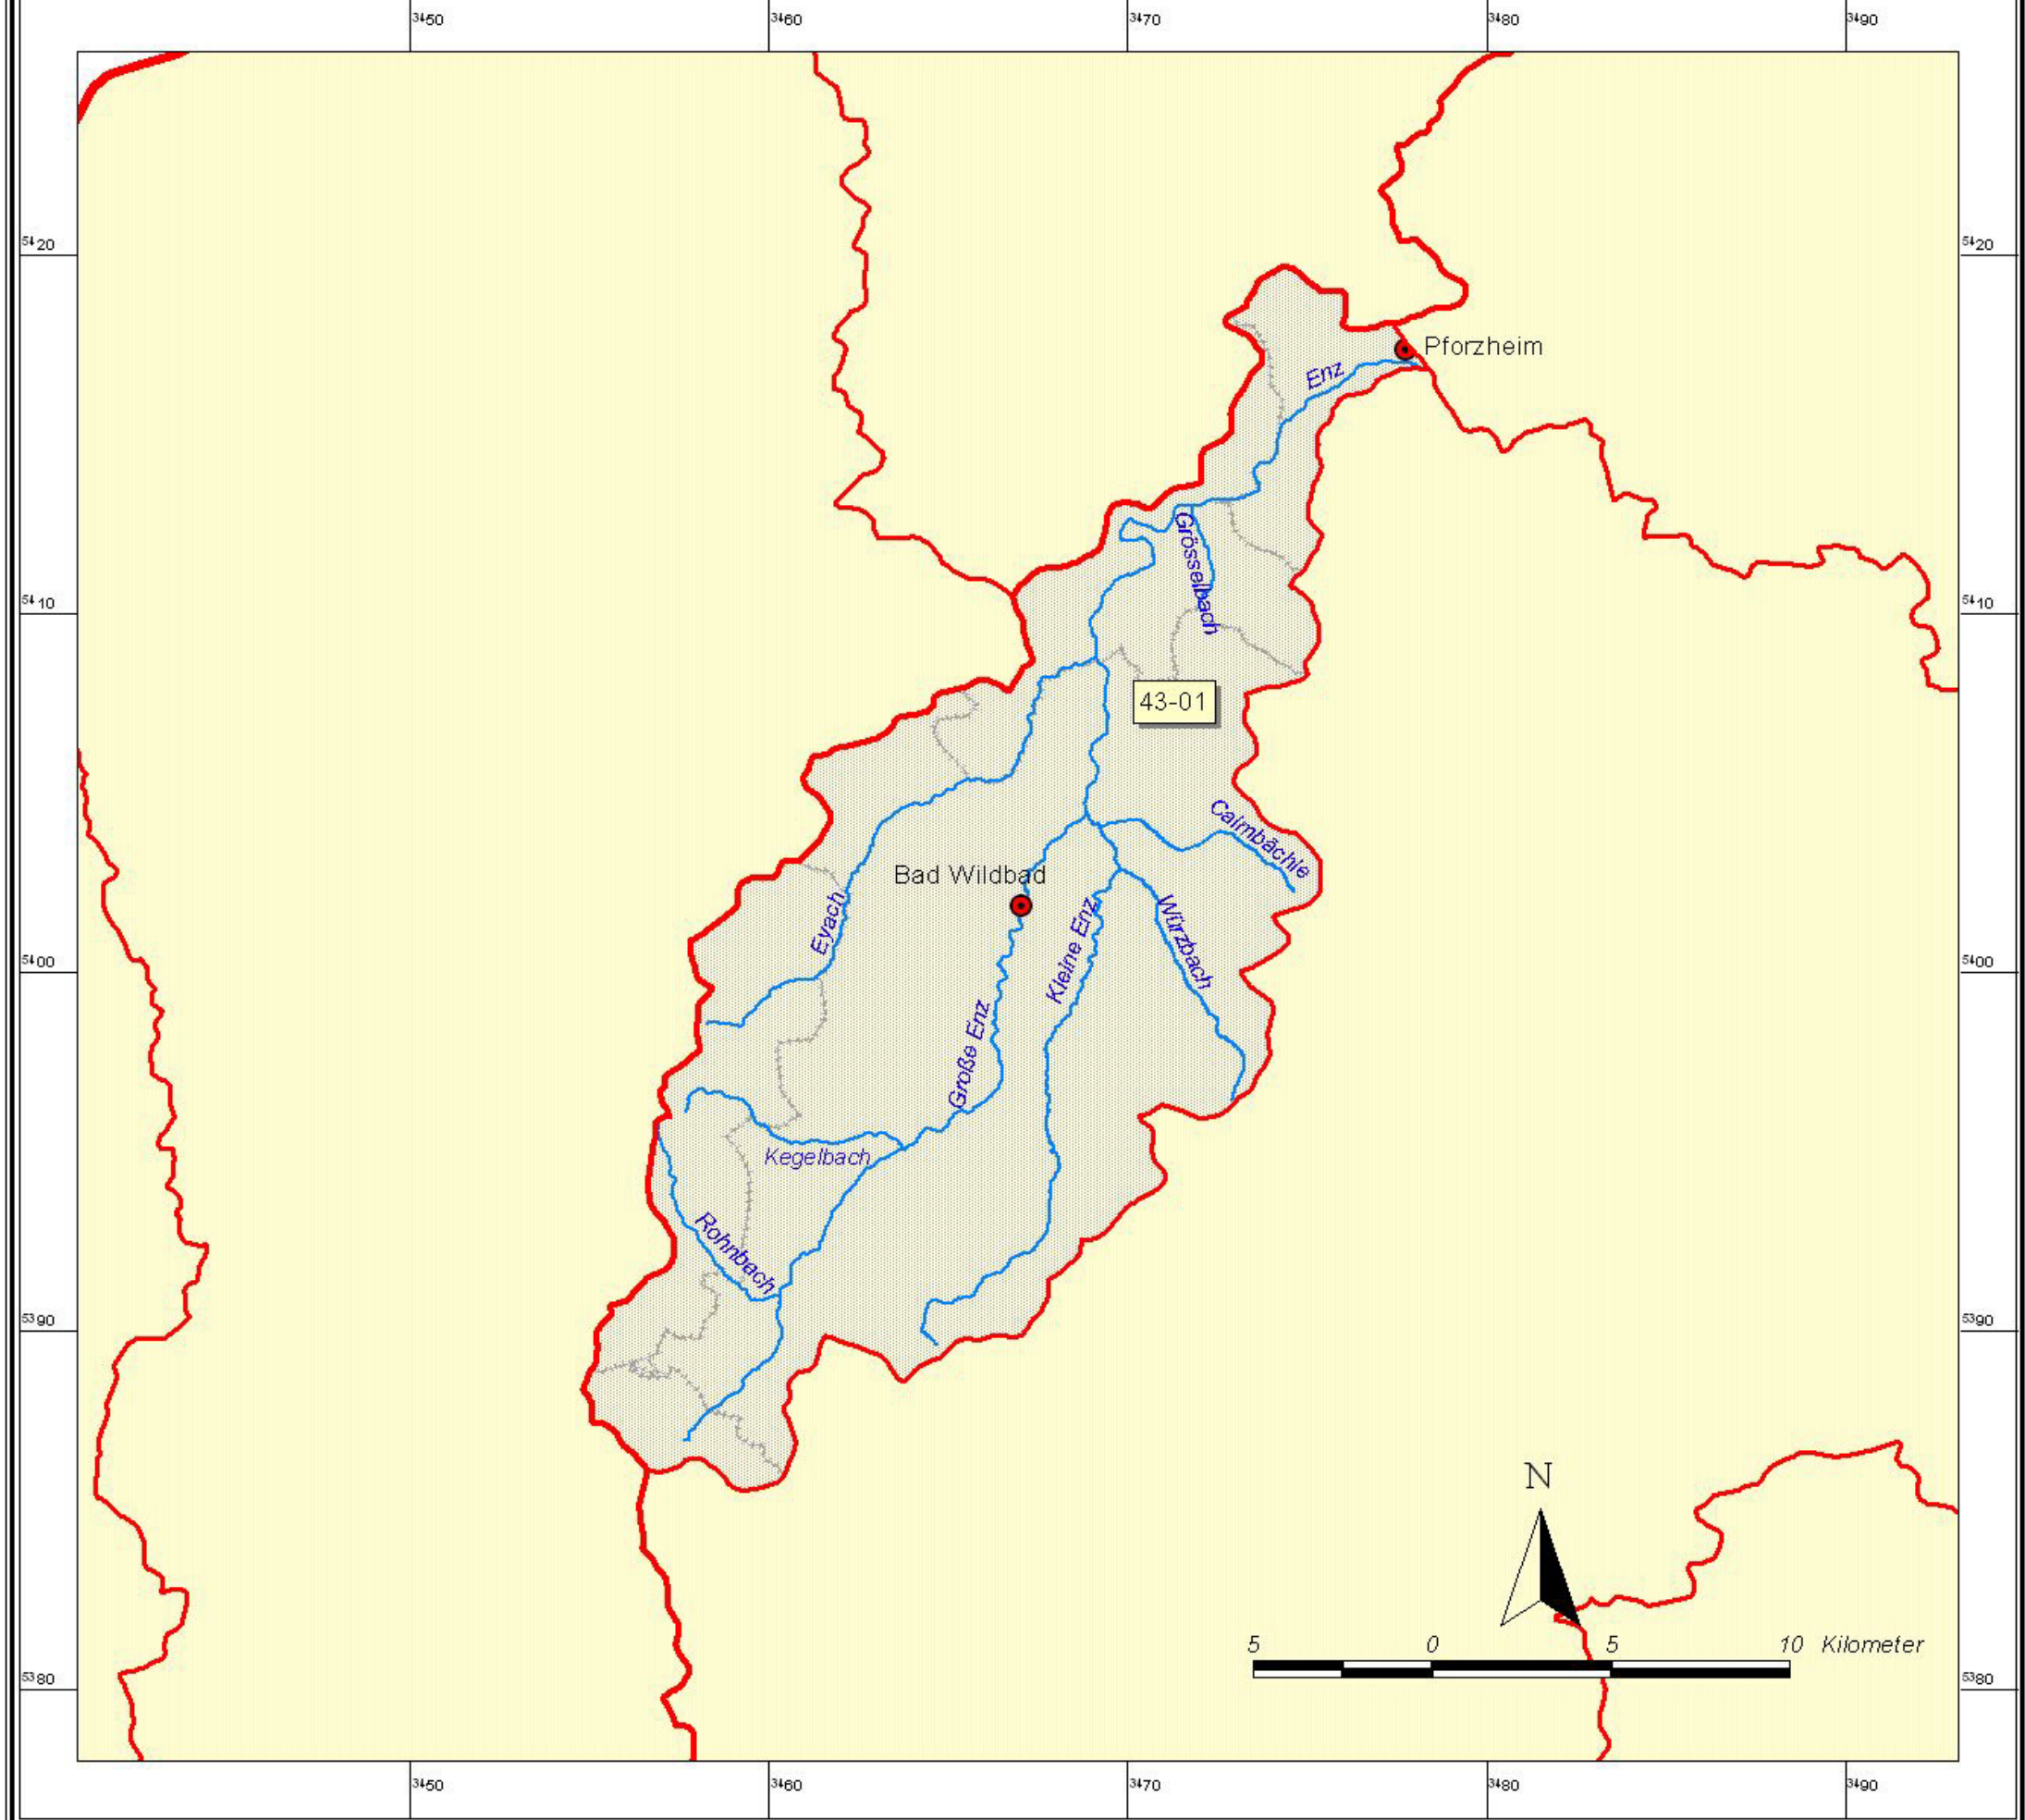 3450 3460 3470 3480 3490
5420 5420
Pforzheim
Enz
Grösselbach
5410 5410
43-01
Calmbächle
Bad Wildbad
Eyach
Kleine Enz
Würzbach
5400 5400
Große Enz
Kegelbach
Rohnbach
5390 5390
N
5 0 5 10 Kilometer
5380 5380
3450 3460 3470 3480 3490